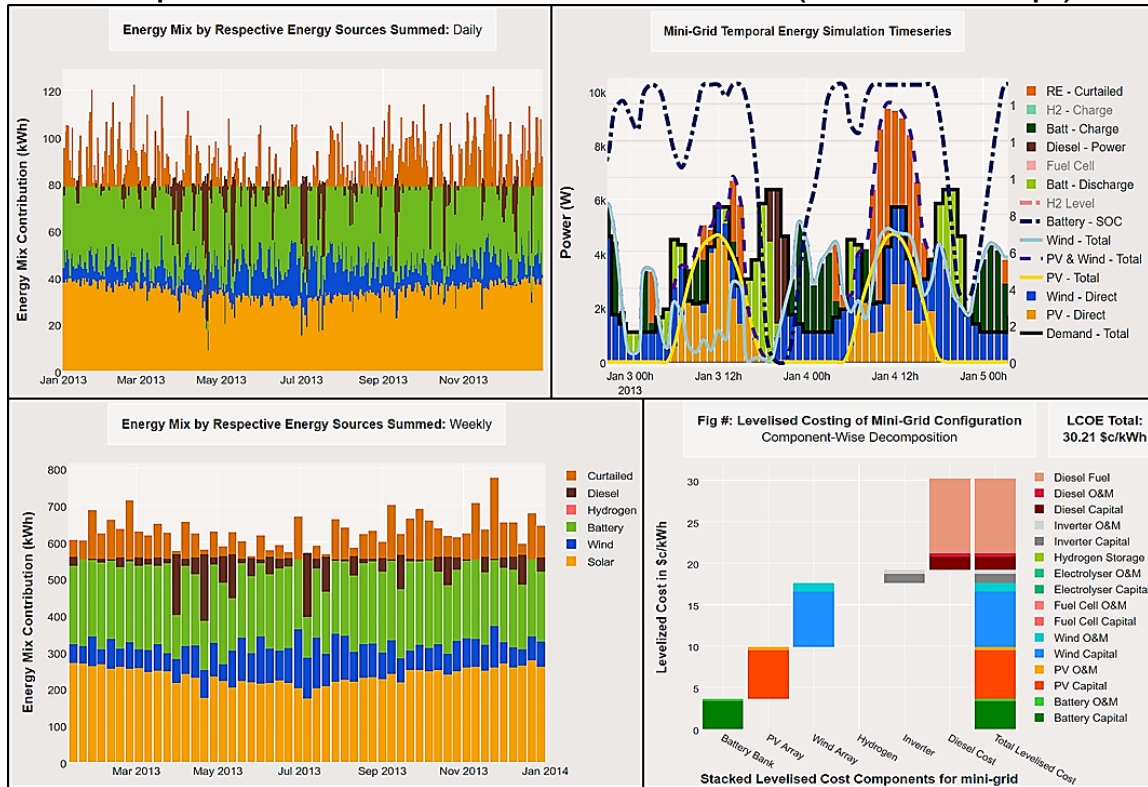 Energy Mix by Respective Energy Sources Summed: Daily
Energy Mix Contribution (kWh)
120
100
80
60
40
20
0
Jan 2013 Mar 2013 May 2013 Jul 2013 Sep 2013 Nov 2013
Mini-Grid Temporal Energy Simulation Timeseries
Power (W)
10k
8k
6k
4k
2k
0
1
1
1
8
6
4
2
0
Jan 3 00h Jan 3 12h Jan 4 00h Jan 4 12h Jan 5 00h
2013
RE - Curtailed
H2 - Charge
Batt - Charge
Diesel - Power
Fuel Cell
Batt - Discharge
H2 Level
Battery - SOC
Wind - Total
PV & Wind - Total
PV - Total
Wind - Direct
PV - Direct
Demand - Total
Energy Mix by Respective Energy Sources Summed: Weekly
Energy Mix Contribution (kWh)
800
700
600
500
400
300
200
100
0
Mar 2013 May 2013 Jul 2013 Sep 2013 Nov 2013 Jan 2014
Curtailed
Diesel
Hydrogen
Battery
Wind
Solar
Fig #: Levelised Costing of Mini-Grid Configuration
Component-Wise Decomposition
LCOE Total:
30.21 $c/kWh
Levelized Cost in $c/kWh
30
25
20
15
10
5
0
Battery Bank
PV Array
Wind Array
Hydrogen
Inverter
Diesel Cost
Total Levelised Cost
Stacked Levelised Cost Components for mini-grid
Diesel Fuel
Diesel O&M
Diesel Capital
Inverter O&M
Inverter Capital
Hydrogen Storage
Electrolyser O&M
Electrolyser Capital
Fuel Cell O&M
Fuel Cell Capital
Wind O&M
Wind Capital
PV O&M
PV Capital
Battery O&M
Battery Capital